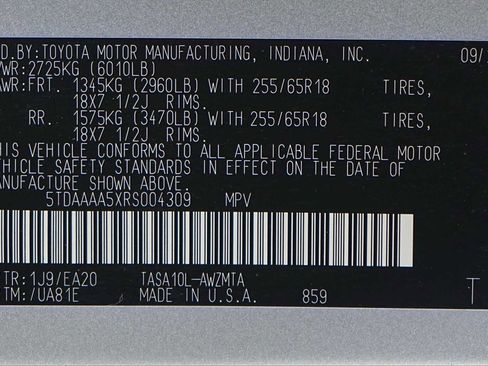 D.BY:TOYOTA MOTOR MANUFACTURING, INDIANA, INC. 09/
WR:2725KG (6010LB)
AWR:FRT. 1345KG (2960LB) WITH 255/65R18 TIRES,
18X7 1/2J RIMS.
RR. 1575KG (3470LB) WITH 255/65R18 TIRES,
18X7 1/2J RIMS.
HIS VEHICLE CONFORMS TO ALL APPLICABLE FEDERAL MOTOR
EHICLE SAFETY STANDARDS IN EFFECT ON THE DATE OF
ANUFACTURE SHOWN ABOVE.
5TDAAAA5XRS004309 MPV
TR:1J9/EA20 TASA10L-AWZMTA
TM:/UA81E MADE IN U.S.A. 859 T